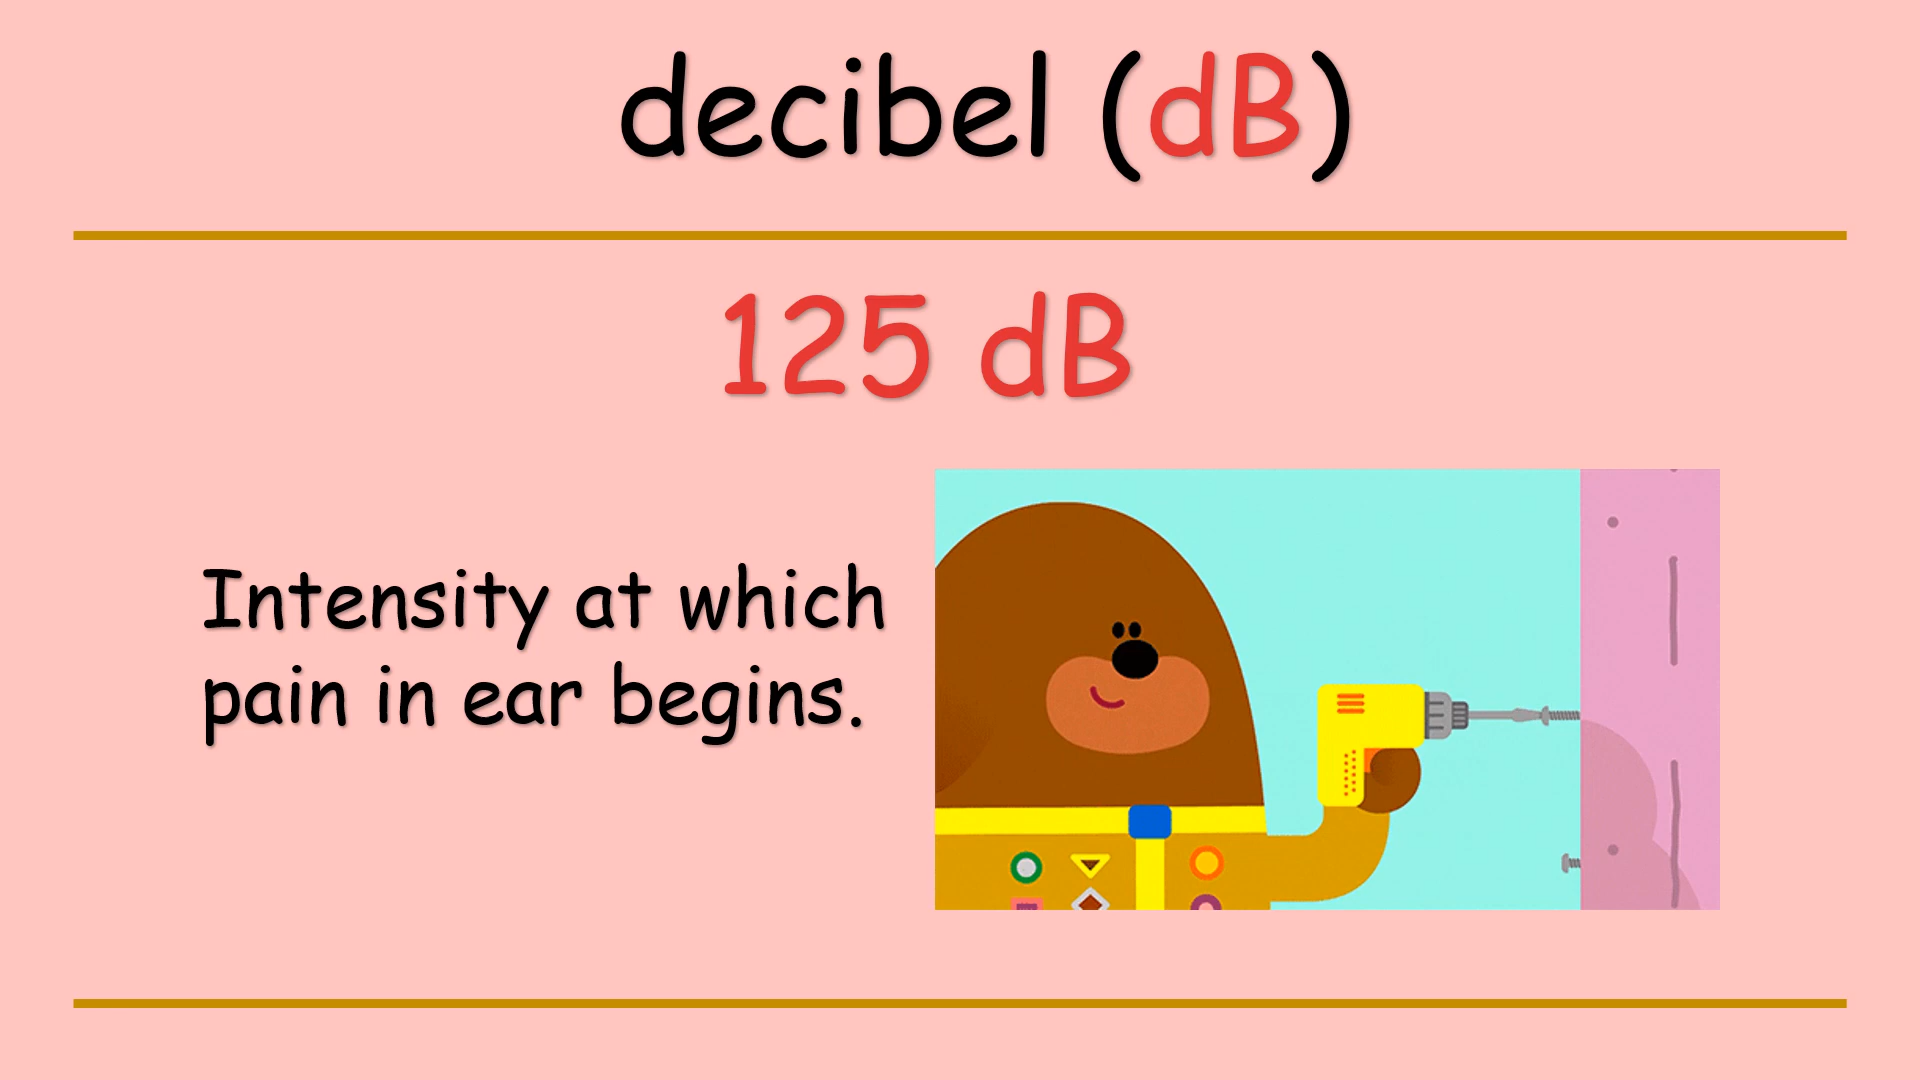 decibel (dB)
125 dB
Intensity at which
pain in ear begins.